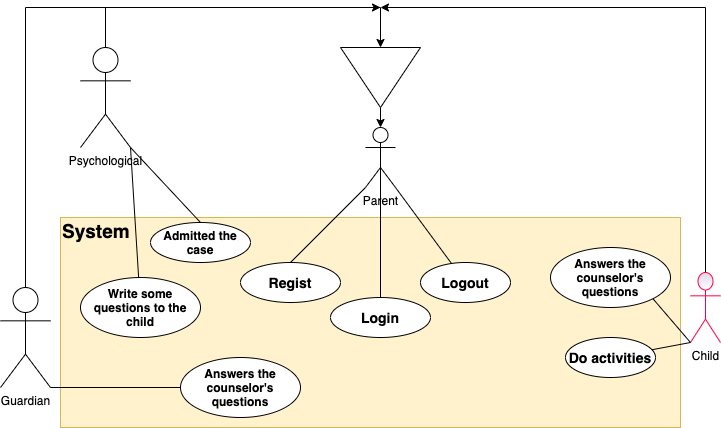 Psychological
Parent
System
Admitted the
case
Answers the
counselor's
questions
Regist
Logout
Write some
questions to the
child
Login
Do activities
Child
Answers the
counselor's
questions
Guardian